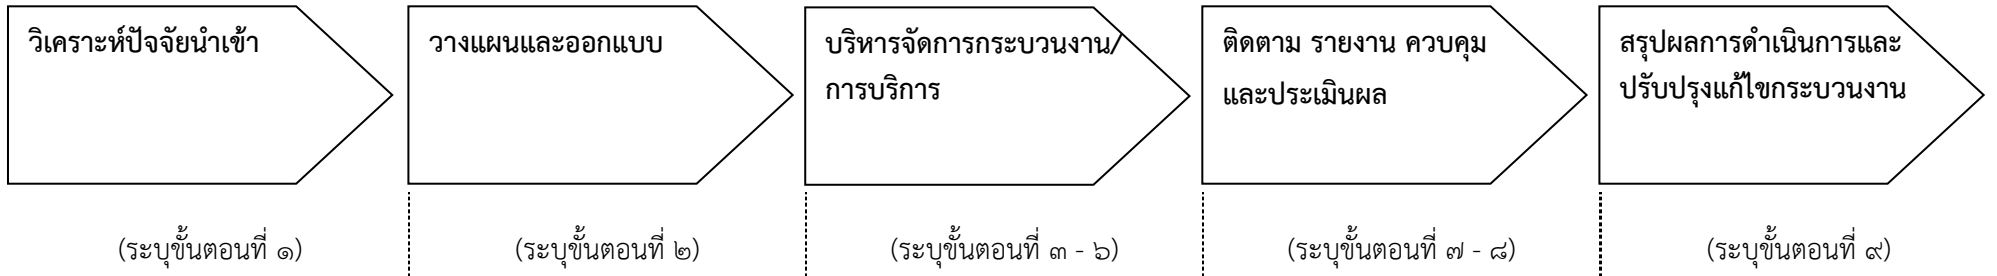 วิเคราะห์ปัจจัยนำเข้า
วางแผนและออกแบบ
บริหารจัดการกระบวนงาน/
การบริการ
ติดตาม รายงาน ควบคุม
และประเมินผล
สรุปผลการดำเนินการและ
ปรับปรุงแก้ไขกระบวนงาน
(ระบุขั้นตอนที่ ๑)
(ระบุขั้นตอนที่ ๒)
(ระบุขั้นตอนที่ ๓ - ๖)
(ระบุขั้นตอนที่ ๗ - ๘)
(ระบุขั้นตอนที่ ๙)